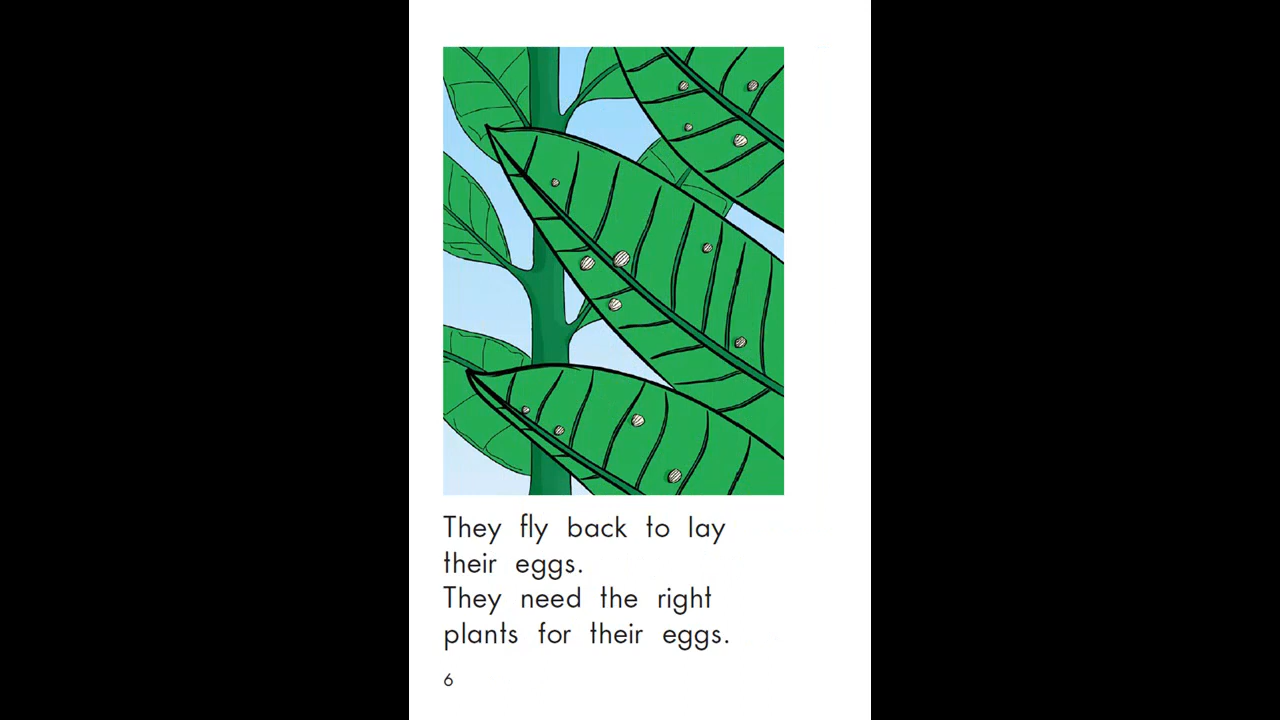 They fly back to lay
their eggs.
They need the right
plants for their eggs.
6